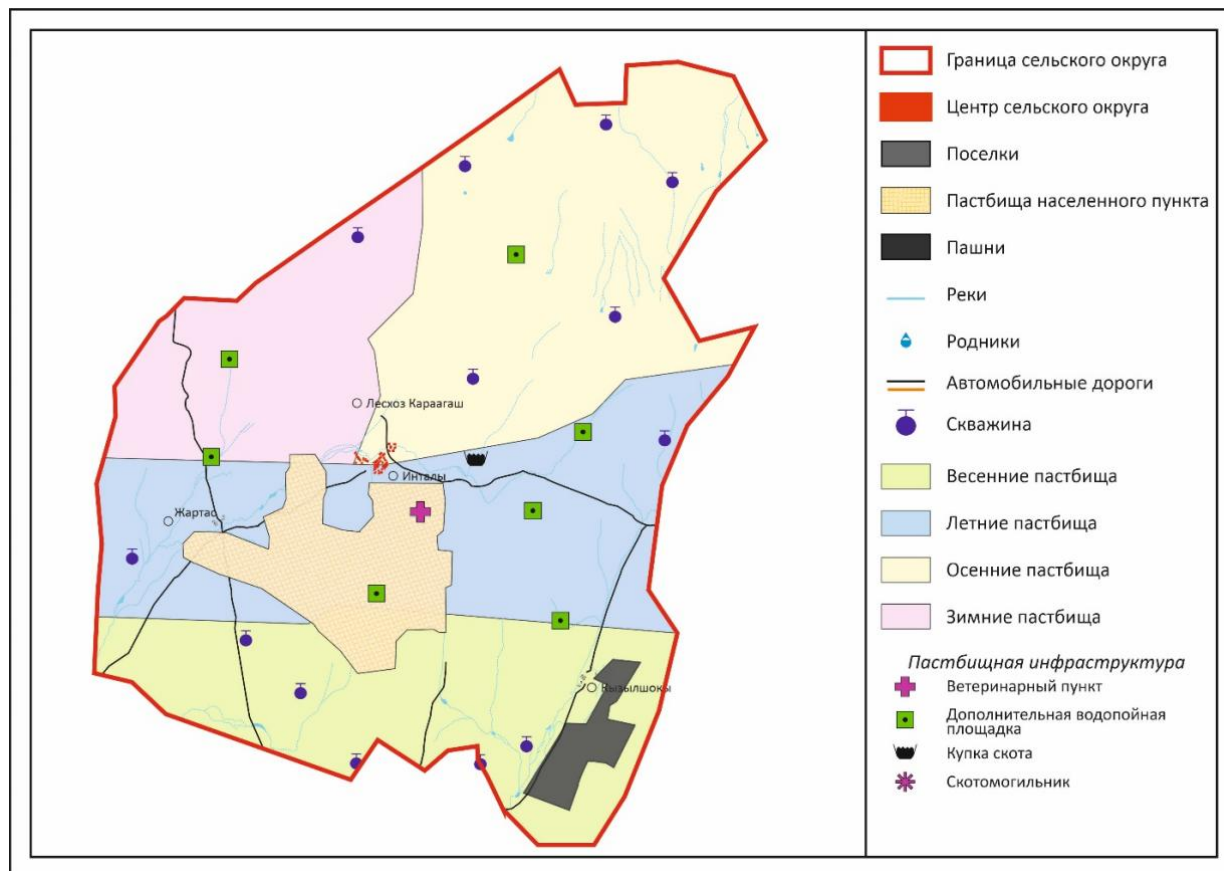 Лесхоз Караагаш
Инталы
Жартас
Кызылшокы
Граница сельского округа
Центр сельского округа
Поселки
Пастбища населенного пункта
Пашни
Реки
Родники
Автомобильные дороги
Скважина
Весенние пастбища
Летние пастбища
Осенние пастбища
Зимние пастбища
Пастбищная инфраструктура
Ветеринарный пункт
Дополнительная водопойная
площадка
Купка скота
Скотомогильник